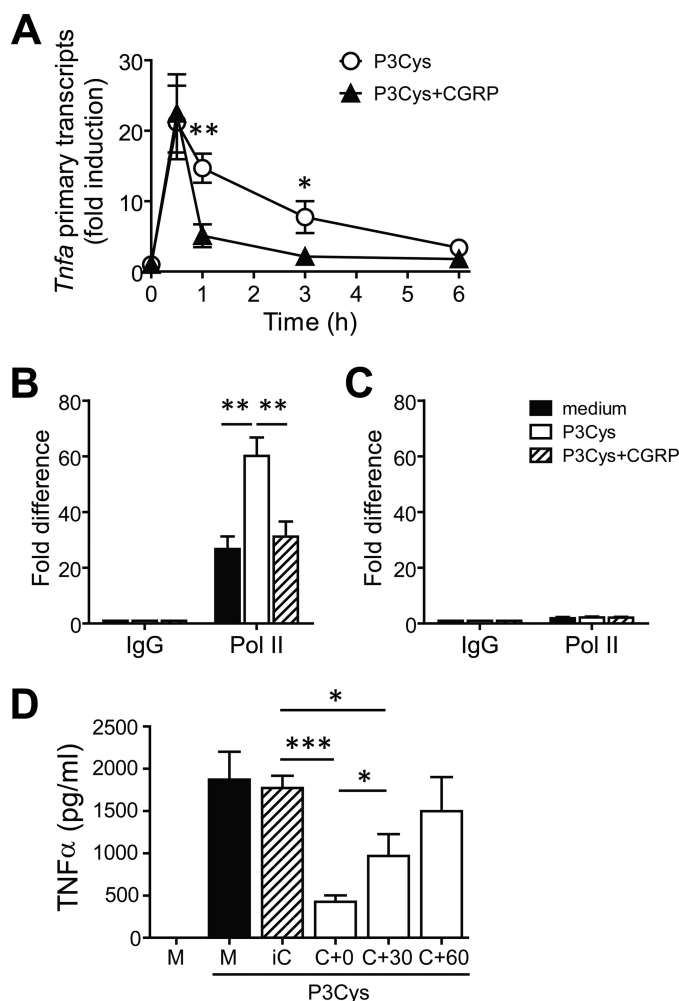 A
Tnfa primary transcripts
(fold induction)
30
20
10
0
P3Cys
P3Cys+CGRP
**
*
0 1 2 3 4 5 6
Time (h)
B
Fold difference
80
60
40
20
0
** **
IgG Pol II
C
Fold difference
80
60
40
20
0
medium
P3Cys
P3Cys+CGRP
IgG Pol II
D
TNFα (pg/ml)
2500
2000
1500
1000
500
0
*
***
*
M M iC C+0 C+30 C+60
P3Cys